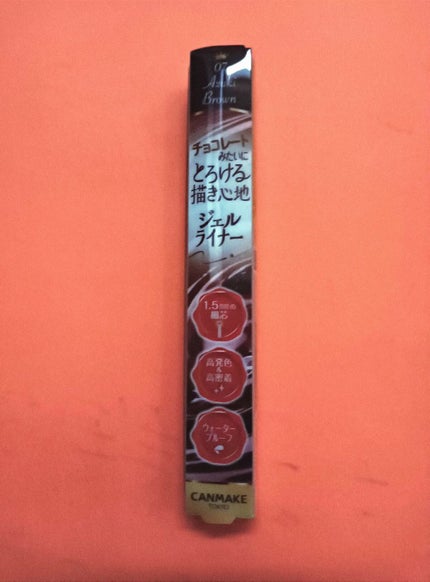 07
Azuki
Brown
チョコレート
みたいに
とろける
描き心地
ジェル
ライナー
1.5mmの
細芯
高発色
&
高密着
ウォーター
プルーフ
CANMAKE
TOKYO